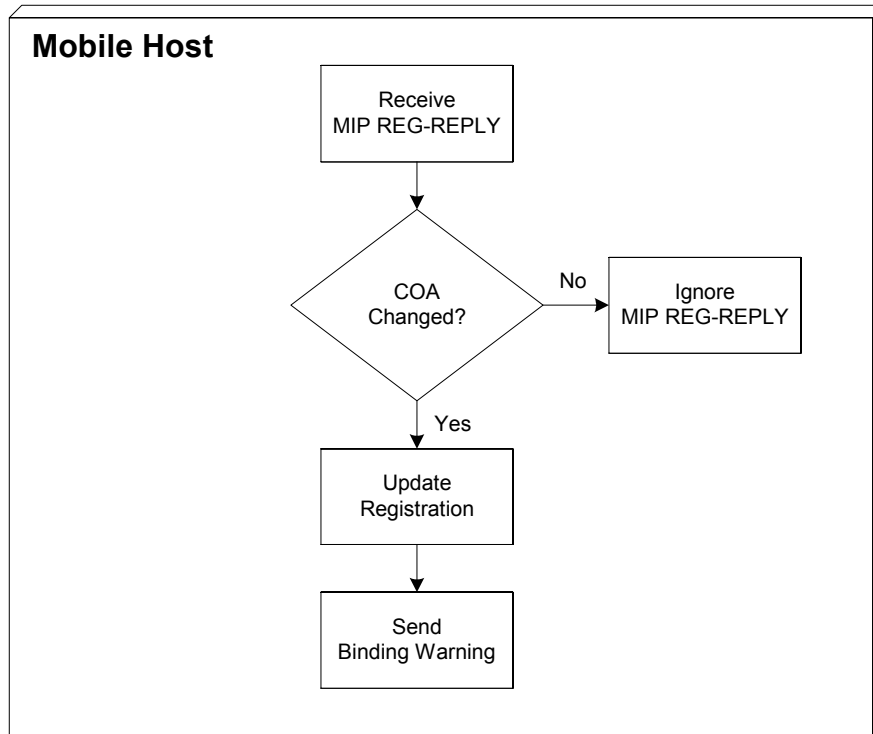 Mobile Host
Receive
MIP REG-REPLY
COA
Changed?
No
Ignore
MIP REG-REPLY
Yes
Update
Registration
Send
Binding Warning